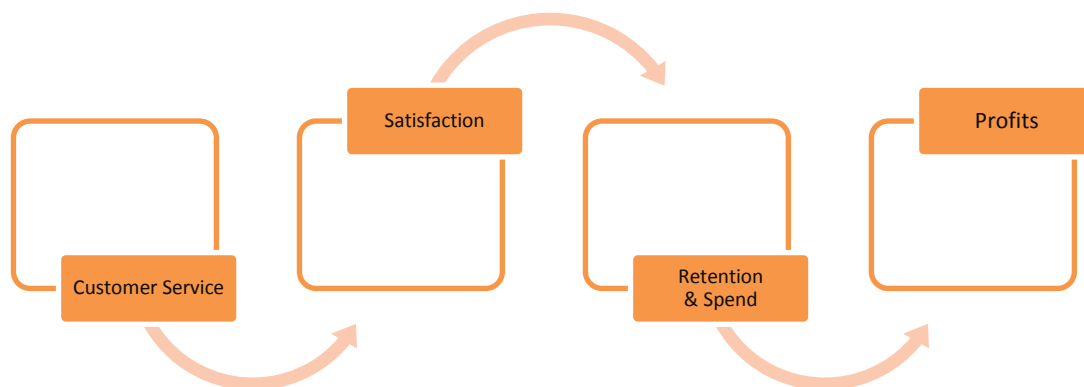 Customer Service
Satisfaction
Retention
& Spend
Profits